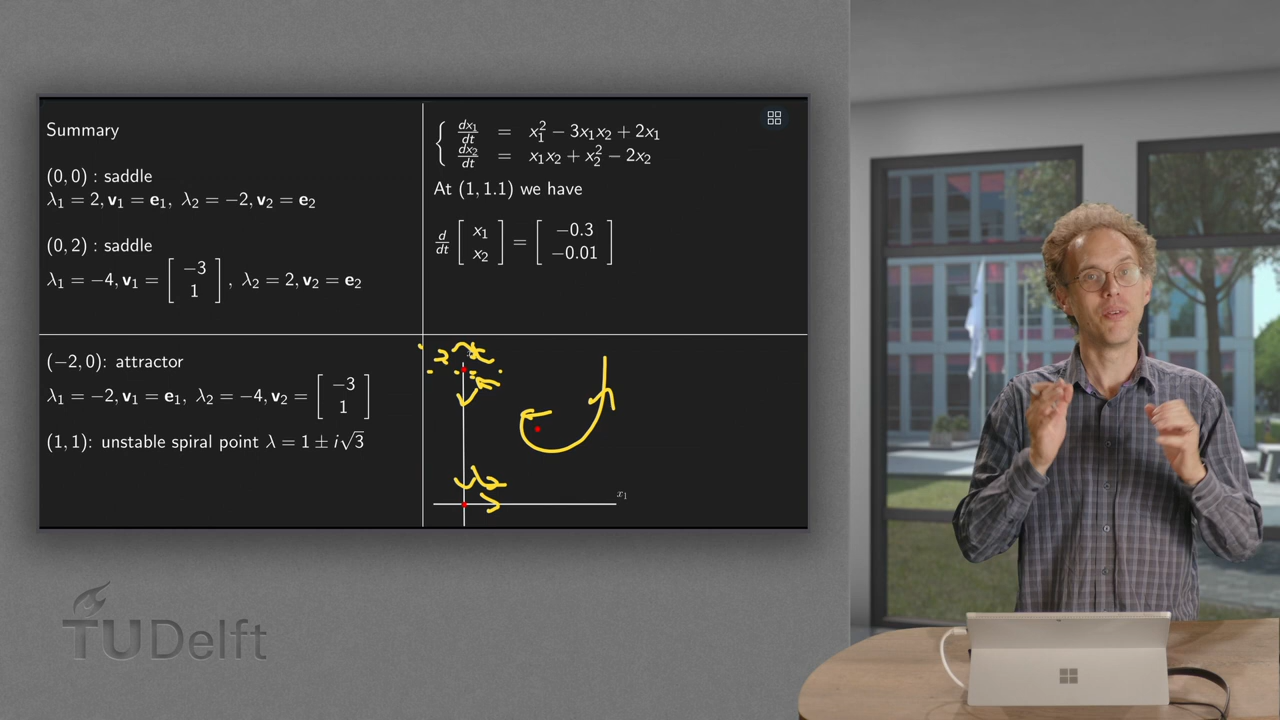 Summary
(0, 0) : saddle
λ₁ = 2, v₁ = e₁, λ₂ = −2, v₂ = e₂
(0, 2) : saddle
λ₁ = −4, v₁ = [ −3 1 ], λ₂ = 2, v₂ = e₂
{ dx₁/dt = x₁² − 3x₁x₂ + 2x₁
dx₂/dt = x₁x₂ + x₂² − 2x₂
At (1, 1.1) we have
d/dt [ x₁ x₂ ] = [ −0.3 −0.01 ]
(−2, 0): attractor
λ₁ = −2, v₁ = e₁, λ₂ = −4, v₂ = [ −3 1 ]
(1, 1): unstable spiral point λ = 1 ± i√3
x₁
TUDelft